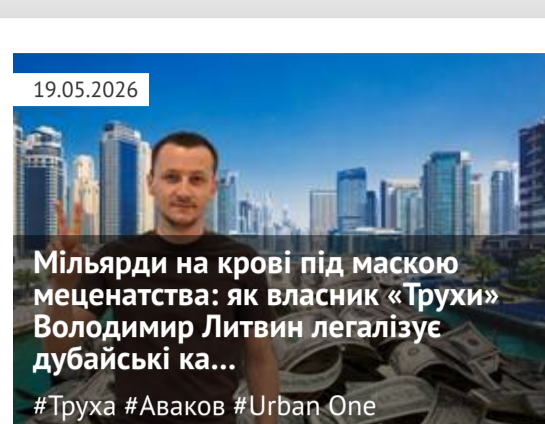 19.05.2026
Мільярди на крові під маскою
меценатства: як власник «Трухи»
Володимир Литвин легалізує
дубайські ка...
#Труха #Аваков #Urban One